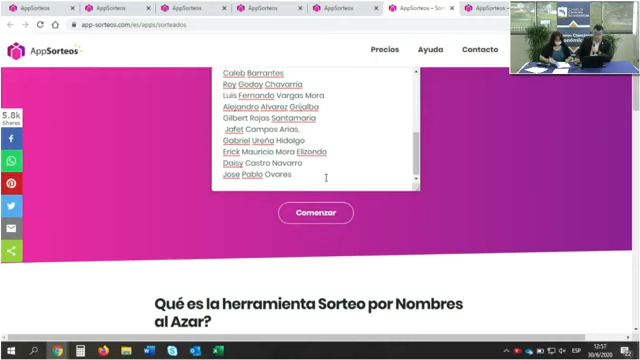 AppSorteos
AppSorteos
AppSorteos
AppSorteos
AppSorteos
AppSorteos – Sort
AppSorteos –
app-sorteos.com/es/apps/sorteados
AppSorteos
Precios
Ayuda
Contacto
5.8k
Shares
Caleb Barrantes
Roy Godoy Chavarria
Luis Fernando Vargas Mora
Alejandro Alvarez Grijalba
Gilbert Rojas Santamaria
Jafet Campos Arias,
Gabriel Ureña Hidalgo
Erick Mauricio Mora Elizondo
Daisy Castro Navarro
Jose Pablo Ovares
Comenzar
Qué es la herramienta Sorteo por Nombres
al Azar?
ESP
12:57
30/6/2020